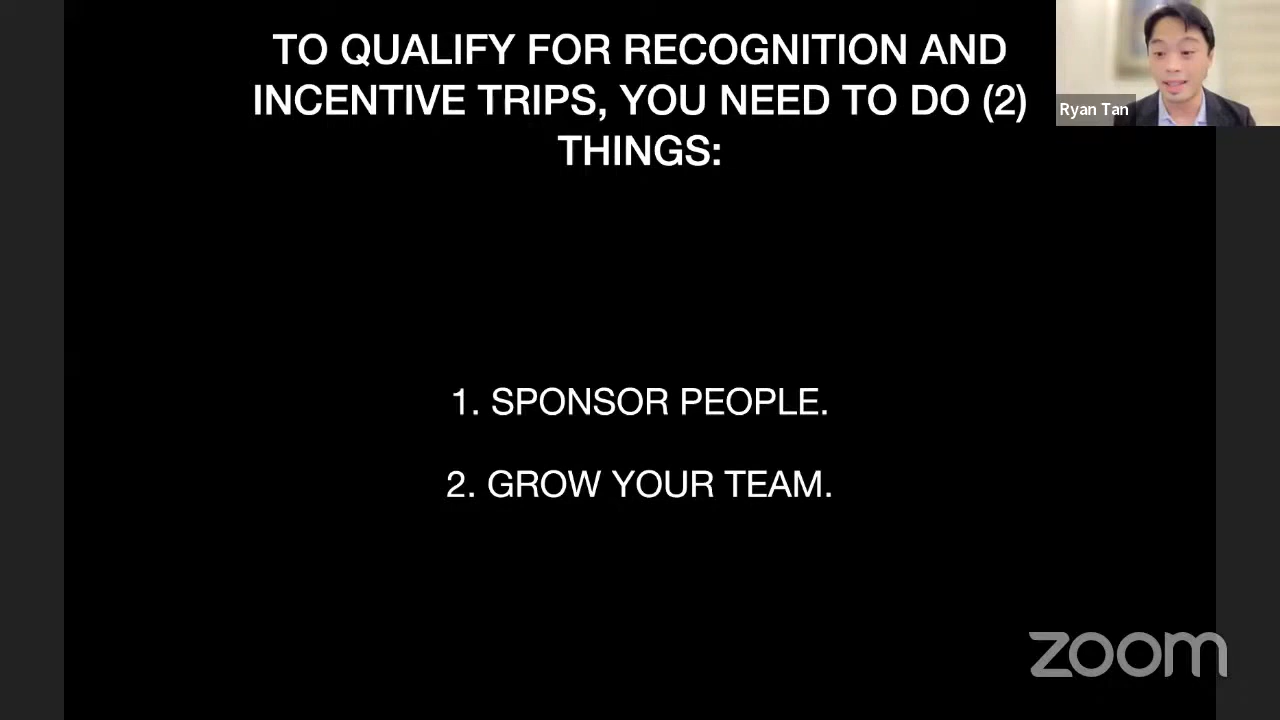 TO QUALIFY FOR RECOGNITION AND
INCENTIVE TRIPS, YOU NEED TO DO (2)
THINGS:
Ryan Tan
1. SPONSOR PEOPLE.
2. GROW YOUR TEAM.
zoom